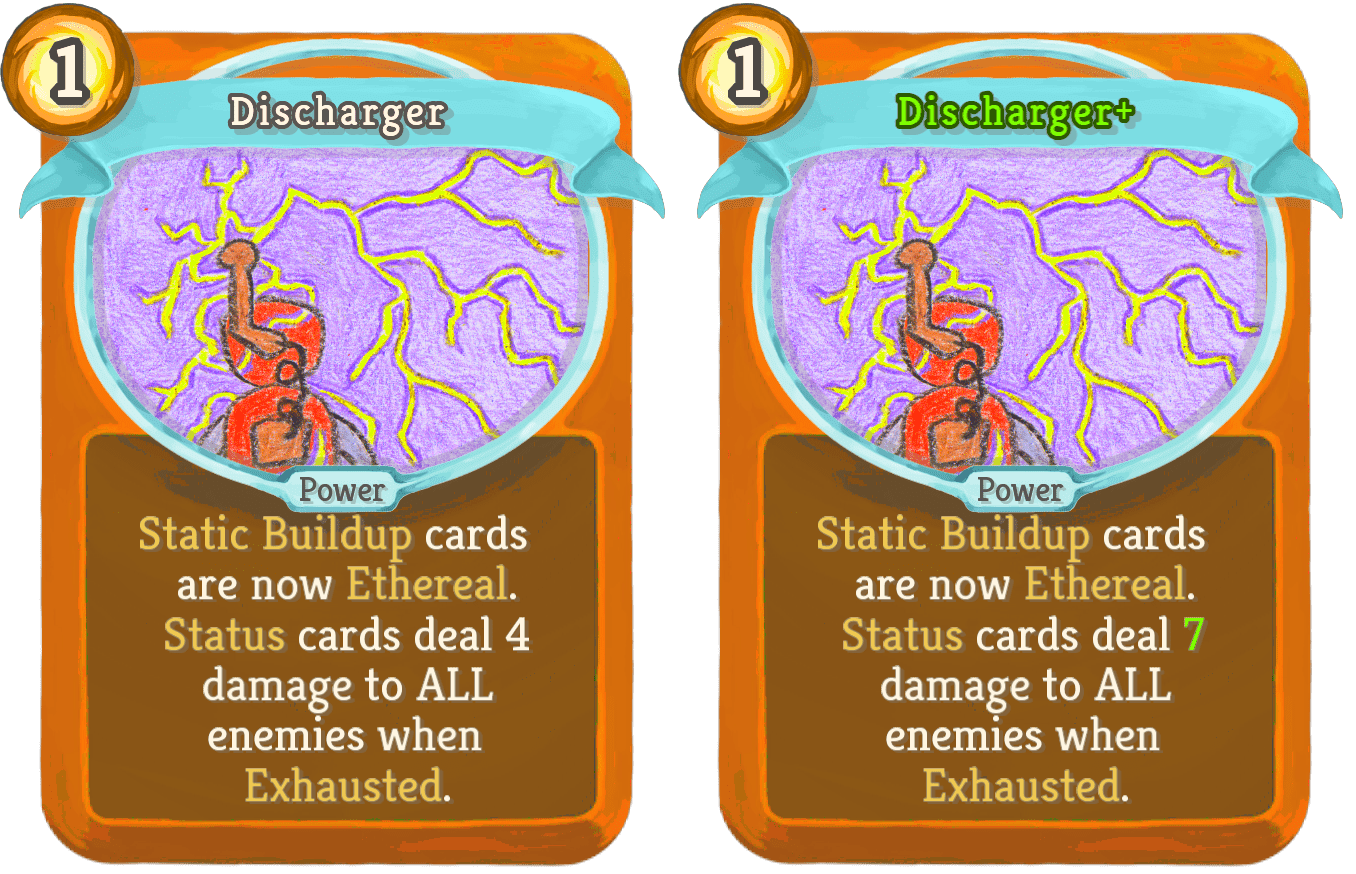 1
Discharger
Power
Static Buildup cards
are now Ethereal.
Status cards deal 4
damage to ALL
enemies when
Exhausted.
1
Discharger+
Power
Static Buildup cards
are now Ethereal.
Status cards deal 7
damage to ALL
enemies when
Exhausted.